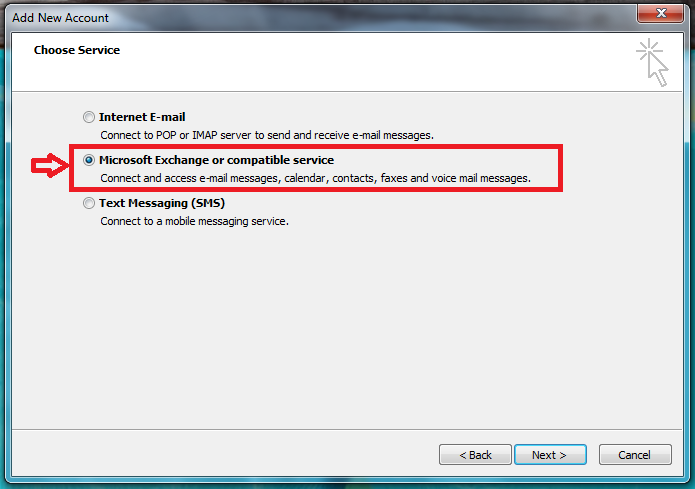 Add New Account
Choose Service
Internet E-mail
Connect to POP or IMAP server to send and receive e-mail messages.
Microsoft Exchange or compatible service
Connect and access e-mail messages, calendar, contacts, faxes and voice mail messages.
Text Messaging (SMS)
Connect to a mobile messaging service.
< Back Next > Cancel